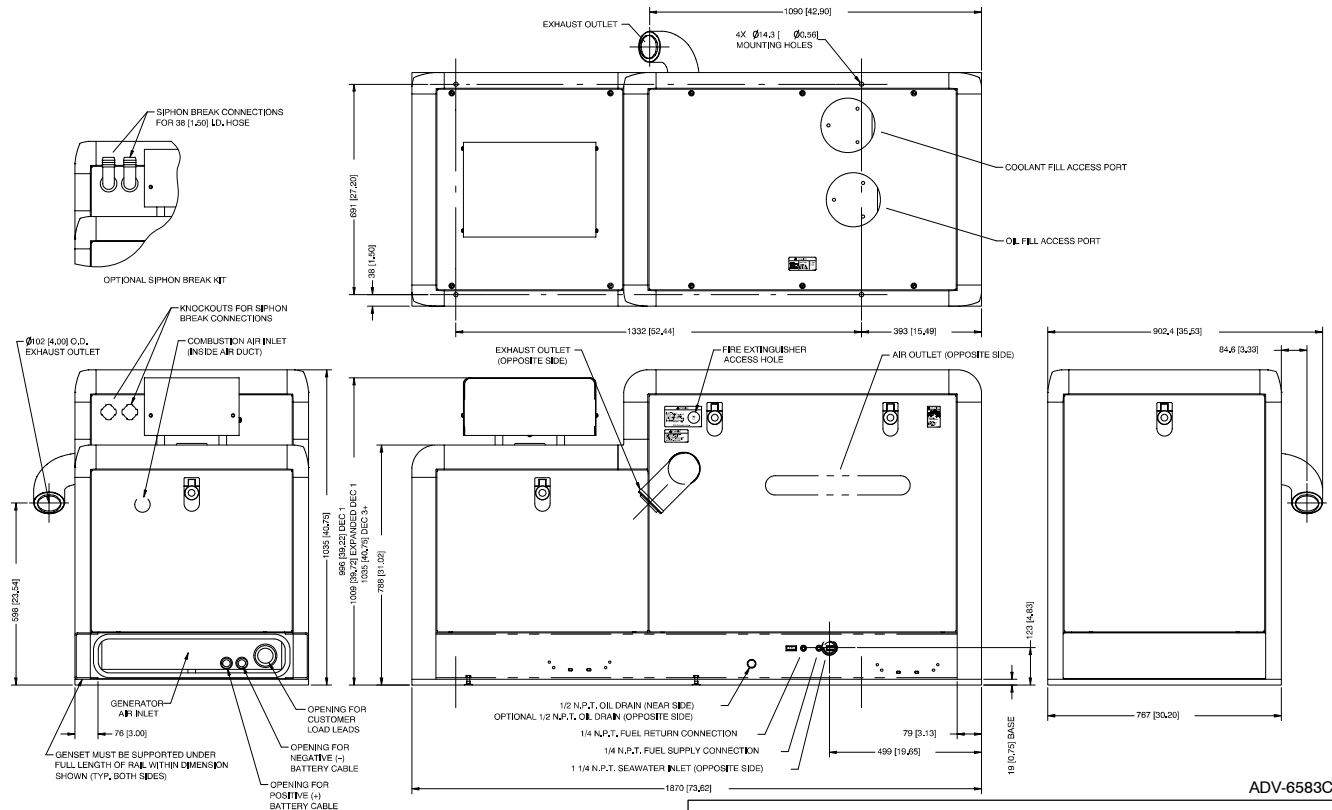 1090 [42.90]
EXHAUST OUTLET
4X Ø14.3 [ Ø0.56]
MOUNTING HOLES
SIPHON BREAK CONNECTIONS
FOR 38 [1.50] I.D. HOSE
OPTIONAL SIPHON BREAK KIT
691 [27.20]
38 [1.50]
COOLANT FILL ACCESS PORT
OIL FILL ACCESS PORT
1332 [52.44]
393 [15.49]
902.4 [35.53]
84.6 [3.33]
KNOCKOUTS FOR SIPHON
BREAK CONNECTIONS
Ø102 [4.00] O.D.
EXHAUST OUTLET
COMBUSTION AIR INLET
(INSIDE AIR DUCT)
EXHAUST OUTLET
(OPPOSITE SIDE)
FIRE EXTINGUISHER
ACCESS HOLE
AIR OUTLET (OPPOSITE SIDE)
598 [23.54]
1035 [40.75]
996 [39.22] DEC 1
1009 [39.72] EXPANDED DEC 1
1035 [40.75] DEC 3+
788 [31.02]
123 [4.83]
19 [0.75] BASE
GENERATOR
AIR INLET
76 [3.00]
GENSET MUST BE SUPPORTED UNDER
FULL LENGTH OF RAIL WITHIN DIMENSION
SHOWN (TYP. BOTH SIDES)
OPENING FOR
CUSTOMER
LOAD LEADS
OPENING FOR
NEGATIVE (-)
BATTERY CABLE
OPENING FOR
POSITIVE (+)
BATTERY CABLE
1/2 N.P.T. OIL DRAIN (NEAR SIDE)
OPTIONAL 1/2 N.P.T. OIL DRAIN (OPPOSITE SIDE)
1/4 N.P.T. FUEL RETURN CONNECTION
1/4 N.P.T. FUEL SUPPLY CONNECTION
1 1/4 N.P.T. SEAWATER INLET (OPPOSITE SIDE)
79 [3.13]
499 [19.65]
1870 [73.62]
767 [30.20]
ADV-6583C